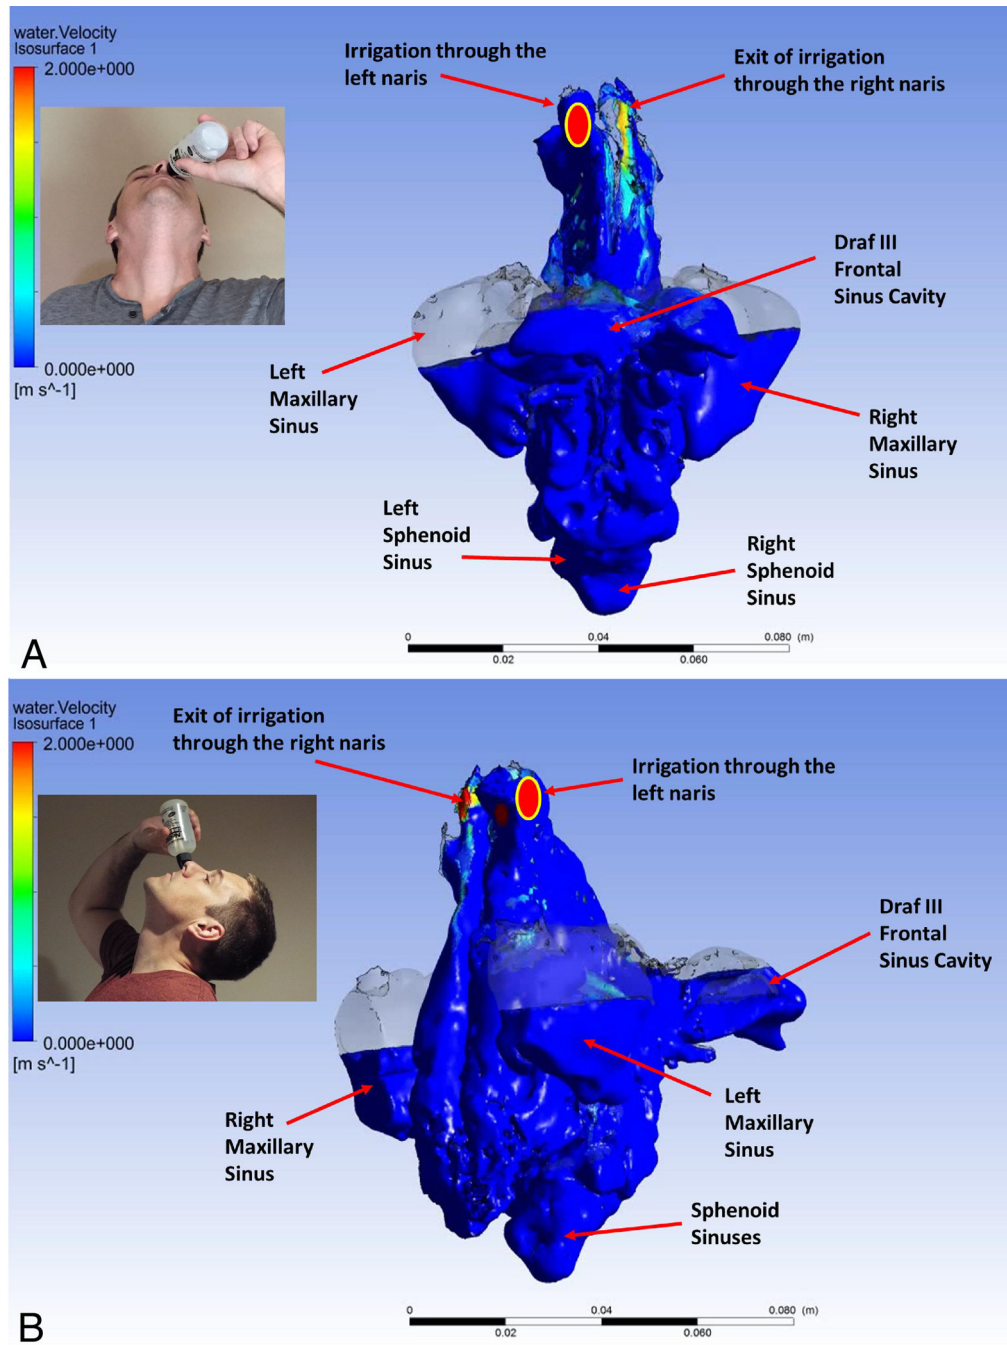 water.Velocity
Isosurface 1
2.000e+000
0.000e+000
[m s^-1]
Irrigation through the
left naris
Exit of irrigation
through the right naris
Draf III
Frontal
Sinus Cavity
Left
Maxillary
Sinus
Right
Maxillary
Sinus
Left
Sphenoid
Sinus
Right
Sphenoid
Sinus
0 0.04 0.080 (m)
0.02 0.060
A
water.Velocity
Isosurface 1
2.000e+000
0.000e+000
[m s^-1]
Exit of irrigation
through the right naris
Irrigation through the
left naris
Draf III
Frontal
Sinus Cavity
Left
Maxillary
Sinus
Right
Maxillary
Sinus
Sphenoid
Sinuses
0 0.04 0.080 (m)
0.02 0.060
B